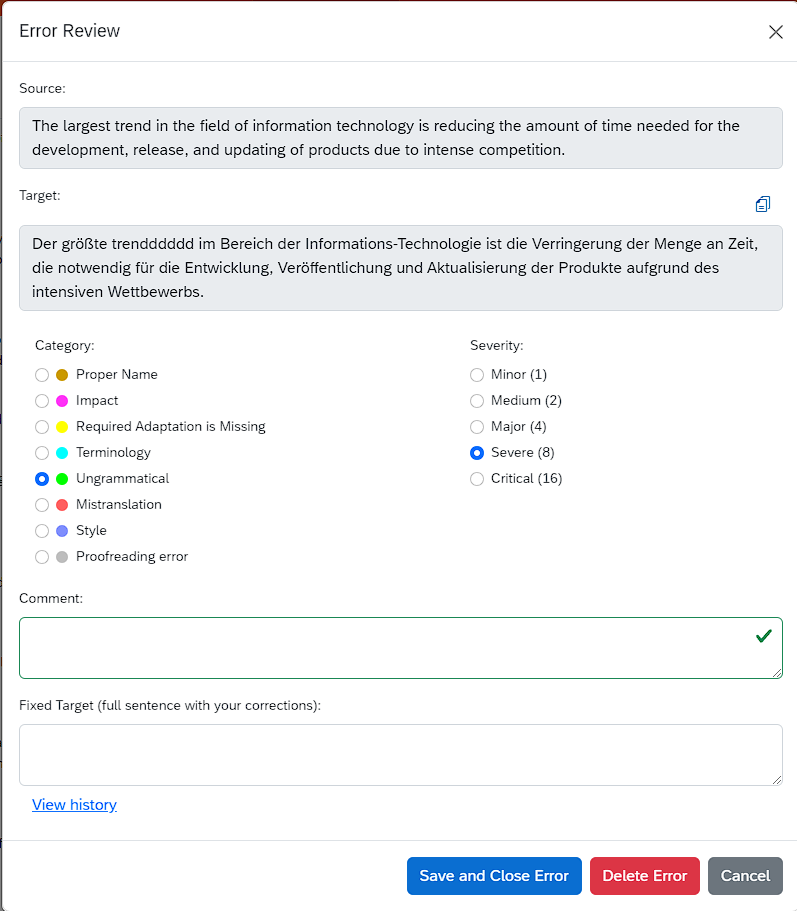 Error Review
Source:
The largest trend in the field of information technology is reducing the amount of time needed for the
development, release, and updating of products due to intense competition.
Target:
Der größte trendddddd im Bereich der Informations-Technologie ist die Verringerung der Menge an Zeit,
die notwendig für die Entwicklung, Veröffentlichung und Aktualisierung der Produkte aufgrund des
intensiven Wettbewerbs.
Category:
Proper Name
Impact
Required Adaptation is Missing
Terminology
Ungrammatical
Mistranslation
Style
Proofreading error
Severity:
Minor (1)
Medium (2)
Major (4)
Severe (8)
Critical (16)
Comment:
Fixed Target (full sentence with your corrections):
View history
Save and Close Error
Delete Error
Cancel